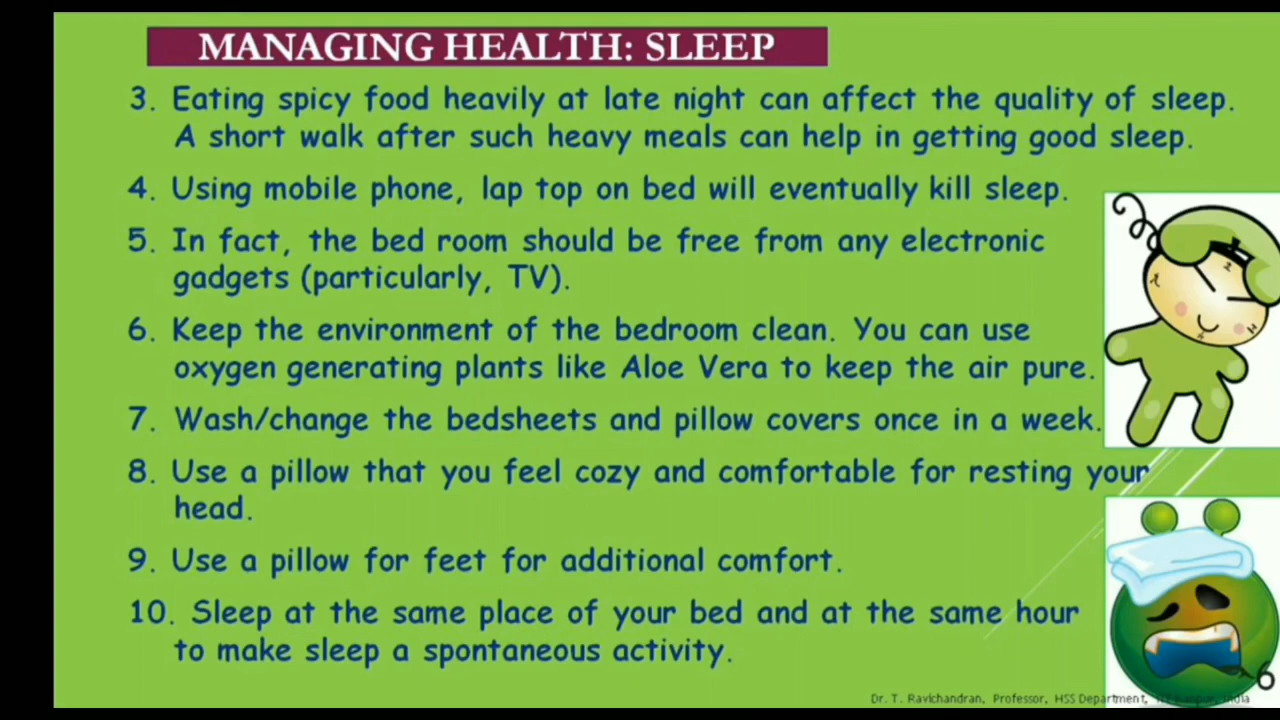 MANAGING HEALTH: SLEEP
3. Eating spicy food heavily at late night can affect the quality of sleep.
A short walk after such heavy meals can help in getting good sleep.
4. Using mobile phone, lap top on bed will eventually kill sleep.
5. In fact, the bed room should be free from any electronic
gadgets (particularly, TV).
6. Keep the environment of the bedroom clean. You can use
oxygen generating plants like Aloe Vera to keep the air pure.
7. Wash/change the bedsheets and pillow covers once in a week.
8. Use a pillow that you feel cozy and comfortable for resting your
head.
9. Use a pillow for feet for additional comfort.
10. Sleep at the same place of your bed and at the same hour
to make sleep a spontaneous activity.
6
Dr. T. Ravichandran, Professor, HSS Department, IIT Kanpur, India